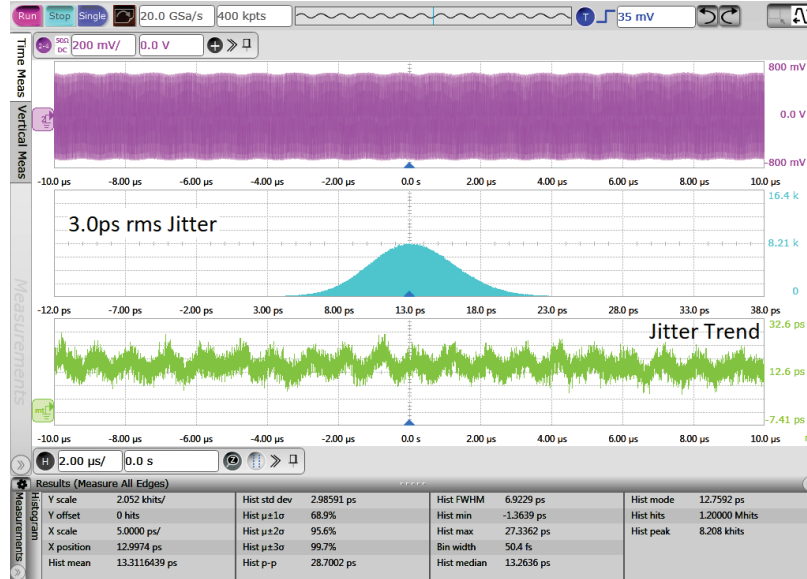 Run Stop Single 20.0 GSa/s 400 kpts T 35 mV
50Ω DC 200 mV/ 0.0 V
Time Meas
Vertical Meas
Measurements
800 mV
0.0 V
-800 mV
-10.0 µs -8.00 µs -6.00 µs -4.00 µs -2.00 µs 0.0 s 2.00 µs 4.00 µs 6.00 µs 8.00 µs 10.0 µs
16.4 k
3.0ps rms Jitter
8.21 k
0
-12.0 ps -7.00 ps -2.00 ps 3.00 ps 8.00 ps 13.0 ps 18.0 ps 23.0 ps 28.0 ps 33.0 ps 38.0 ps
32.6 ps
Jitter Trend
12.6 ps
-7.41 ps
-10.0 µs -8.00 µs -6.00 µs -4.00 µs -2.00 µs 0.0 s 2.00 µs 4.00 µs 6.00 µs 8.00 µs 10.0 µs
H 2.00 µs/ 0.0 s
Results (Measure All Edges)
Measurements
Histogram
Y scale 2.052 khits/ Hist std dev 2.98591 ps Hist FWHM 6.9229 ps Hist mode 12.7592 ps
Y offset 0 hits Hist µ±1σ 68.9% Hist min -1.3639 ps Hist hits 1.20000 Mhits
X scale 5.0000 ps/ Hist µ±2σ 95.6% Hist max 27.3362 ps Hist peak 8.208 khits
X position 12.9974 ps Hist µ±3σ 99.7% Bin width 50.4 fs
Hist mean 13.3116439 ps Hist p-p 28.7002 ps Hist median 13.2636 ps